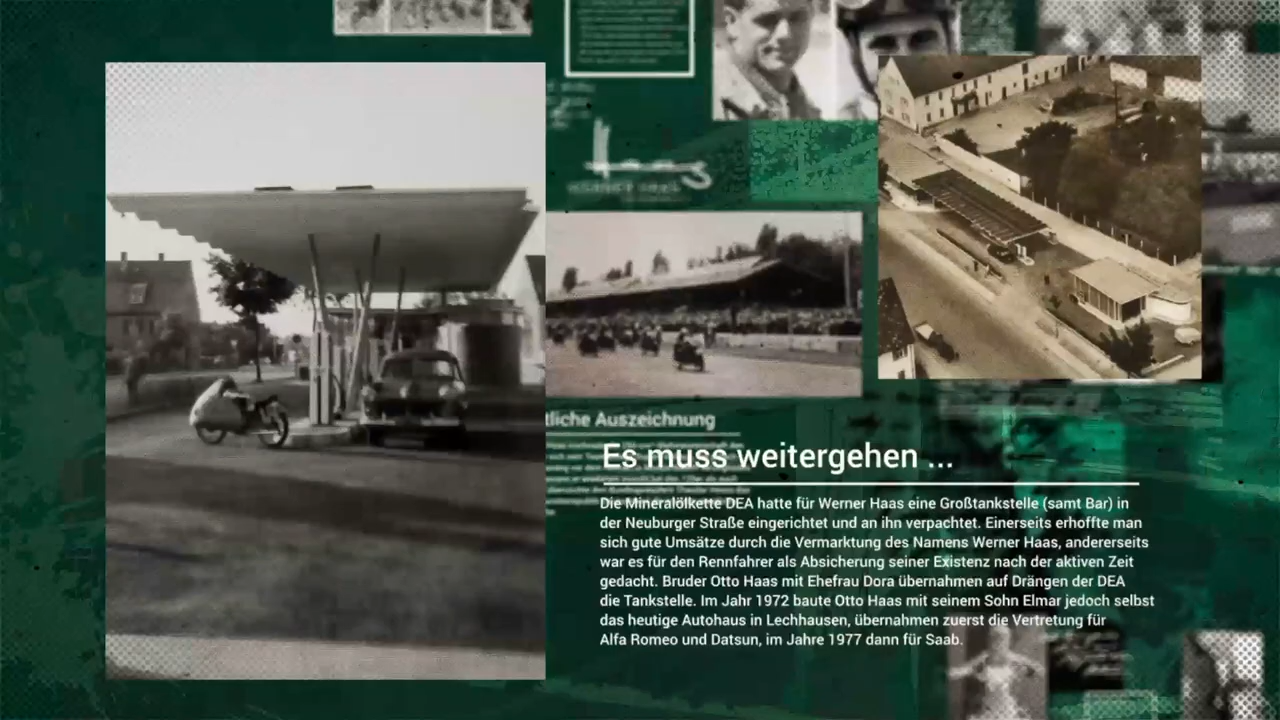 tliche Auszeichnung
Es muss weitergehen ...
Die Mineralölkette DEA hatte für Werner Haas eine Großtankstelle (samt Bar) in
der Neuburger Straße eingerichtet und an ihn verpachtet. Einerseits erhoffte man
sich gute Umsätze durch die Vermarktung des Namens Werner Haas, andererseits
war es für den Rennfahrer als Absicherung seiner Existenz nach der aktiven Zeit
gedacht. Bruder Otto Haas mit Ehefrau Dora übernahmen auf Drängen der DEA
die Tankstelle. Im Jahr 1972 baute Otto Haas mit seinem Sohn Elmar jedoch selbst
das heutige Autohaus in Lechhausen, übernahmen zuerst die Vertretung für
Alfa Romeo und Datsun, im Jahre 1977 dann für Saab.